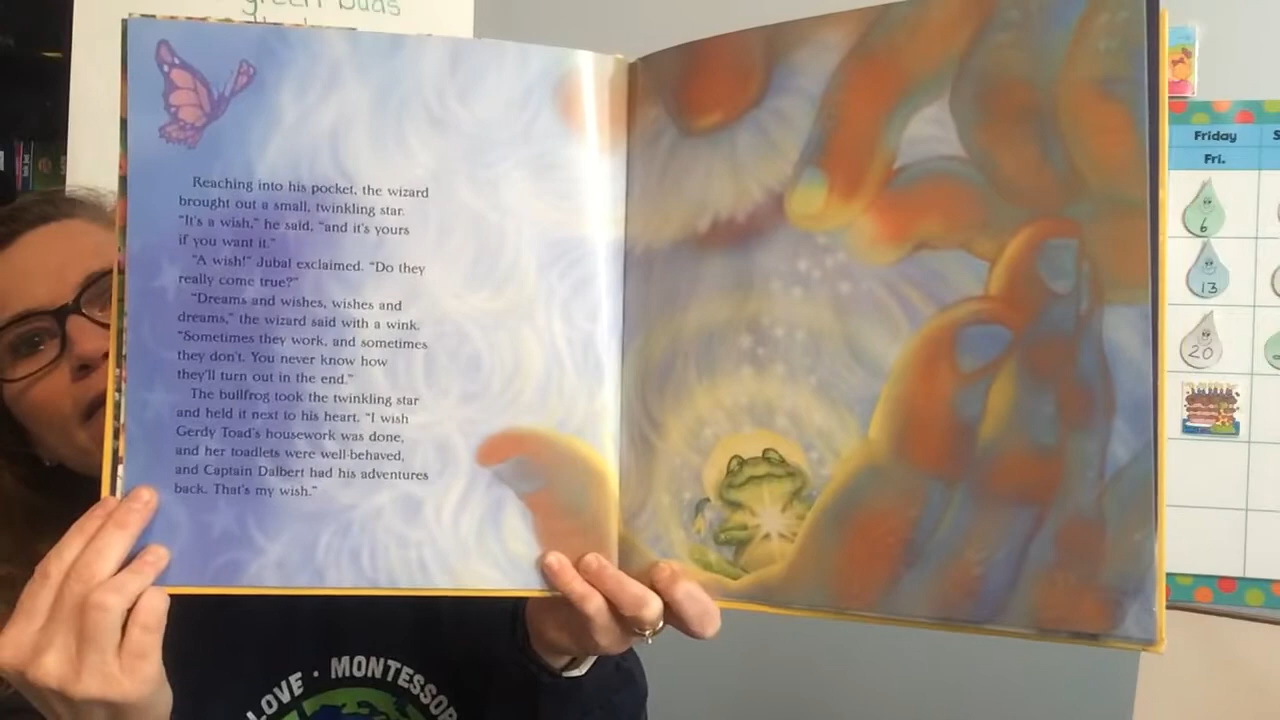 green buds
Reaching into his pocket, the wizard
brought out a small, twinkling star.
"It's a wish," he said, "and it's yours
if you want it."
"A wish!" Jubal exclaimed. "Do they
really come true?"
"Dreams and wishes, wishes and
dreams," the wizard said with a wink.
"Sometimes they work, and sometimes
they don't. You never know how
they'll turn out in the end."
The bullfrog took the twinkling star
and held it next to his heart. "I wish
Gerdy Toad's housework was done,
and her toadlets were well-behaved,
and Captain Dalbert had his adventures
back. That's my wish."
LOVE · MONTESSOR
Friday
Fri.
6
13
20